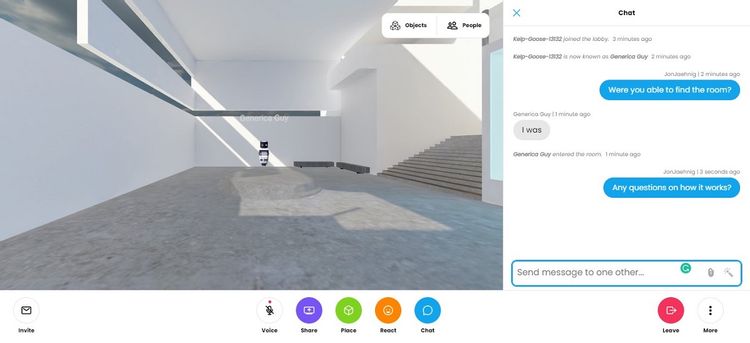 Objects
People
Chat
Kelp-Goose-13132 joined the lobby. 3 minutes ago
Kelp-Goose-13132 is now known as Generica Guy 2 minutes ago
JonJaehnig | 2 minutes ago
Were you able to find the room?
Generica Guy | 1 minute ago
I was
Generica Guy entered the room. 1 minute ago
JonJaehnig | 3 seconds ago
Any questions on how it works?
Generica Guy
Send message to one other...
Invite
Voice
Share
Place
React
Chat
Leave
More